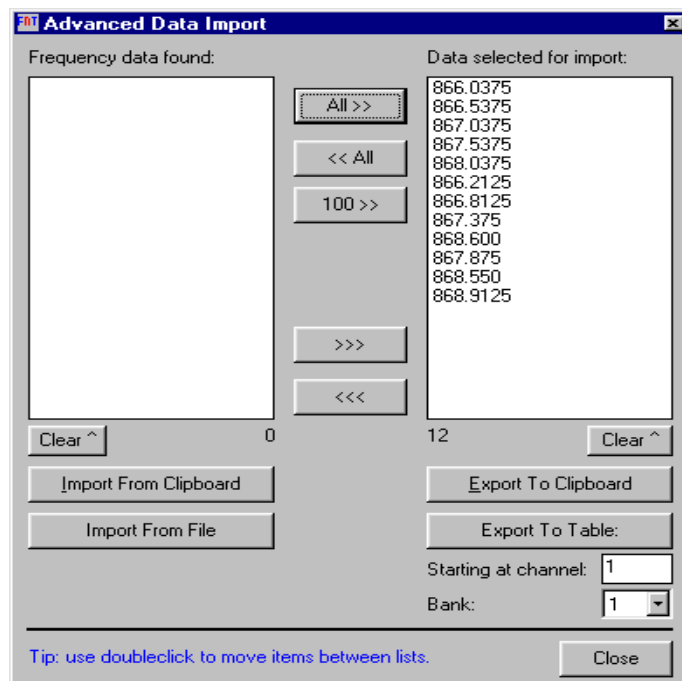 FDT Advanced Data Import
Frequency data found:
Data selected for import:
All >>
<< All
100 >>
>>>
<<<
866.0375
866.5375
867.0375
867.5375
868.0375
866.2125
866.8125
867.375
868.600
867.875
868.550
868.9125
Clear ^
0
12
Clear ^
Import From Clipboard
Export To Clipboard
Import From File
Export To Table:
Starting at channel: 1
Bank: 1
Tip: use doubleclick to move items between lists.
Close